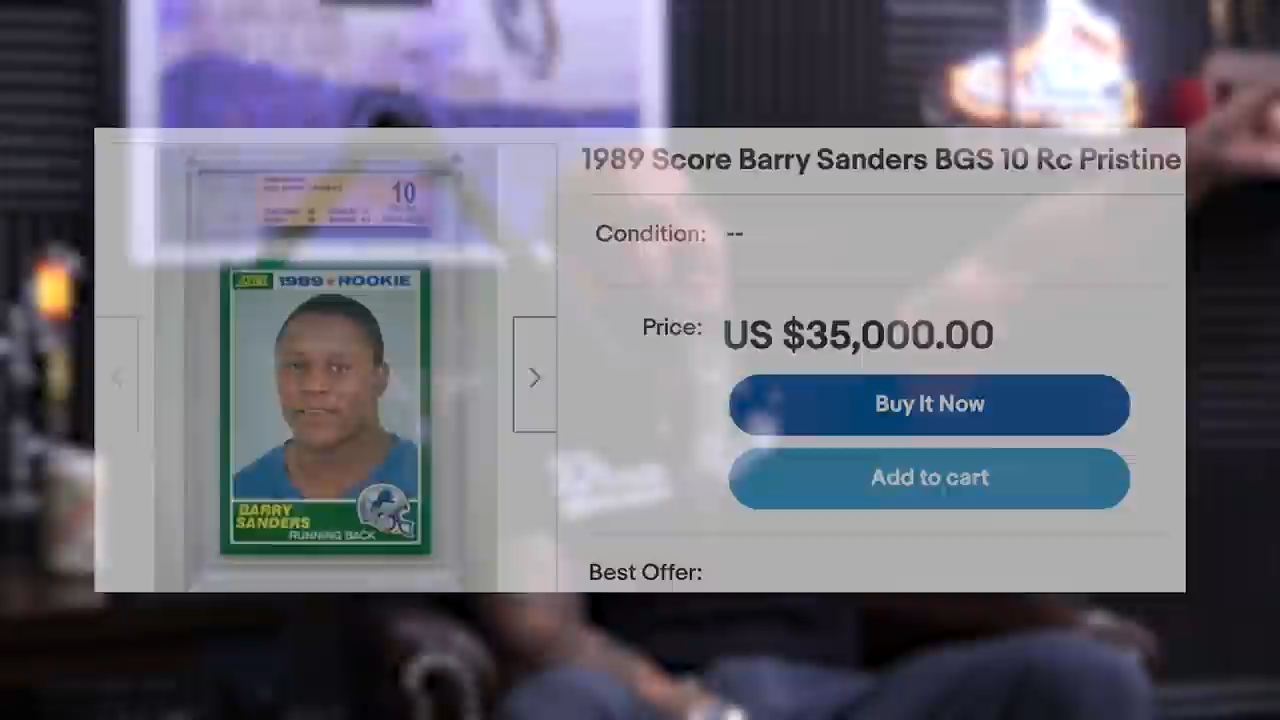 1989 Score Barry Sanders BGS 10 Rc Pristine
10
Condition: --
SCORE 1989 ROOKIE
Price: US $35,000.00
Buy It Now
Add to cart
BARRY
SANDERS
RUNNING BACK
Best Offer: